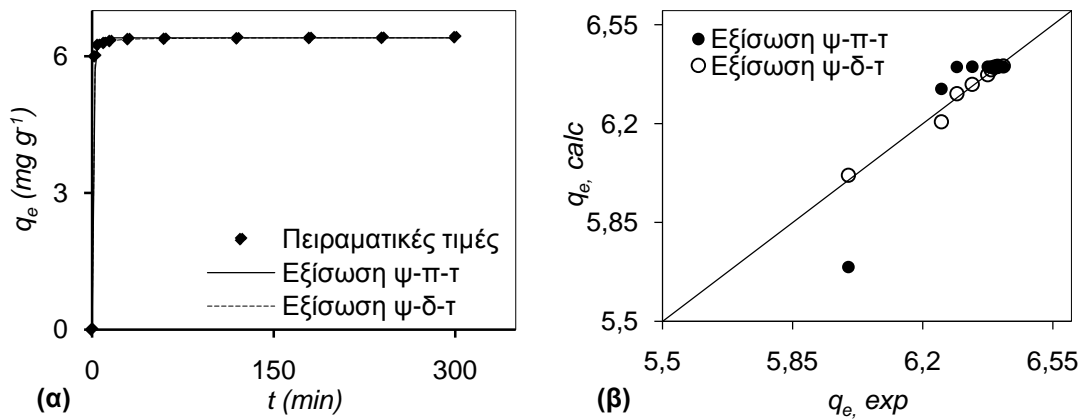 6
3
0
q_e (mg g⁻¹)
Πειραματικές τιμές
Εξίσωση ψ-π-τ
Εξίσωση ψ-δ-τ
0 150 300
(α) t (min)
6,55
6,2
5,85
5,5
q_e, calc
Εξίσωση ψ-π-τ
Εξίσωση ψ-δ-τ
5,5 5,85 6,2 6,55
(β) q_e, exp